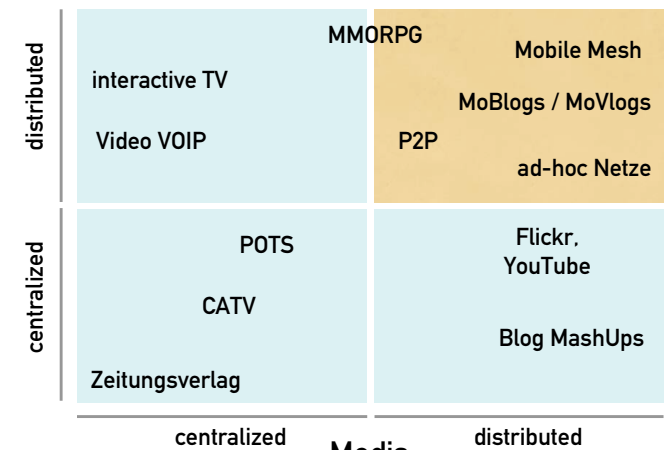 distributed
MMORPG
interactive TV
Mobile Mesh
MoBlogs / MoVlogs
Video VOIP
P2P
ad-hoc Netze
centralized
POTS
Flickr,
YouTube
CATV
Blog MashUps
Zeitungsverlag
centralized
distributed
Media